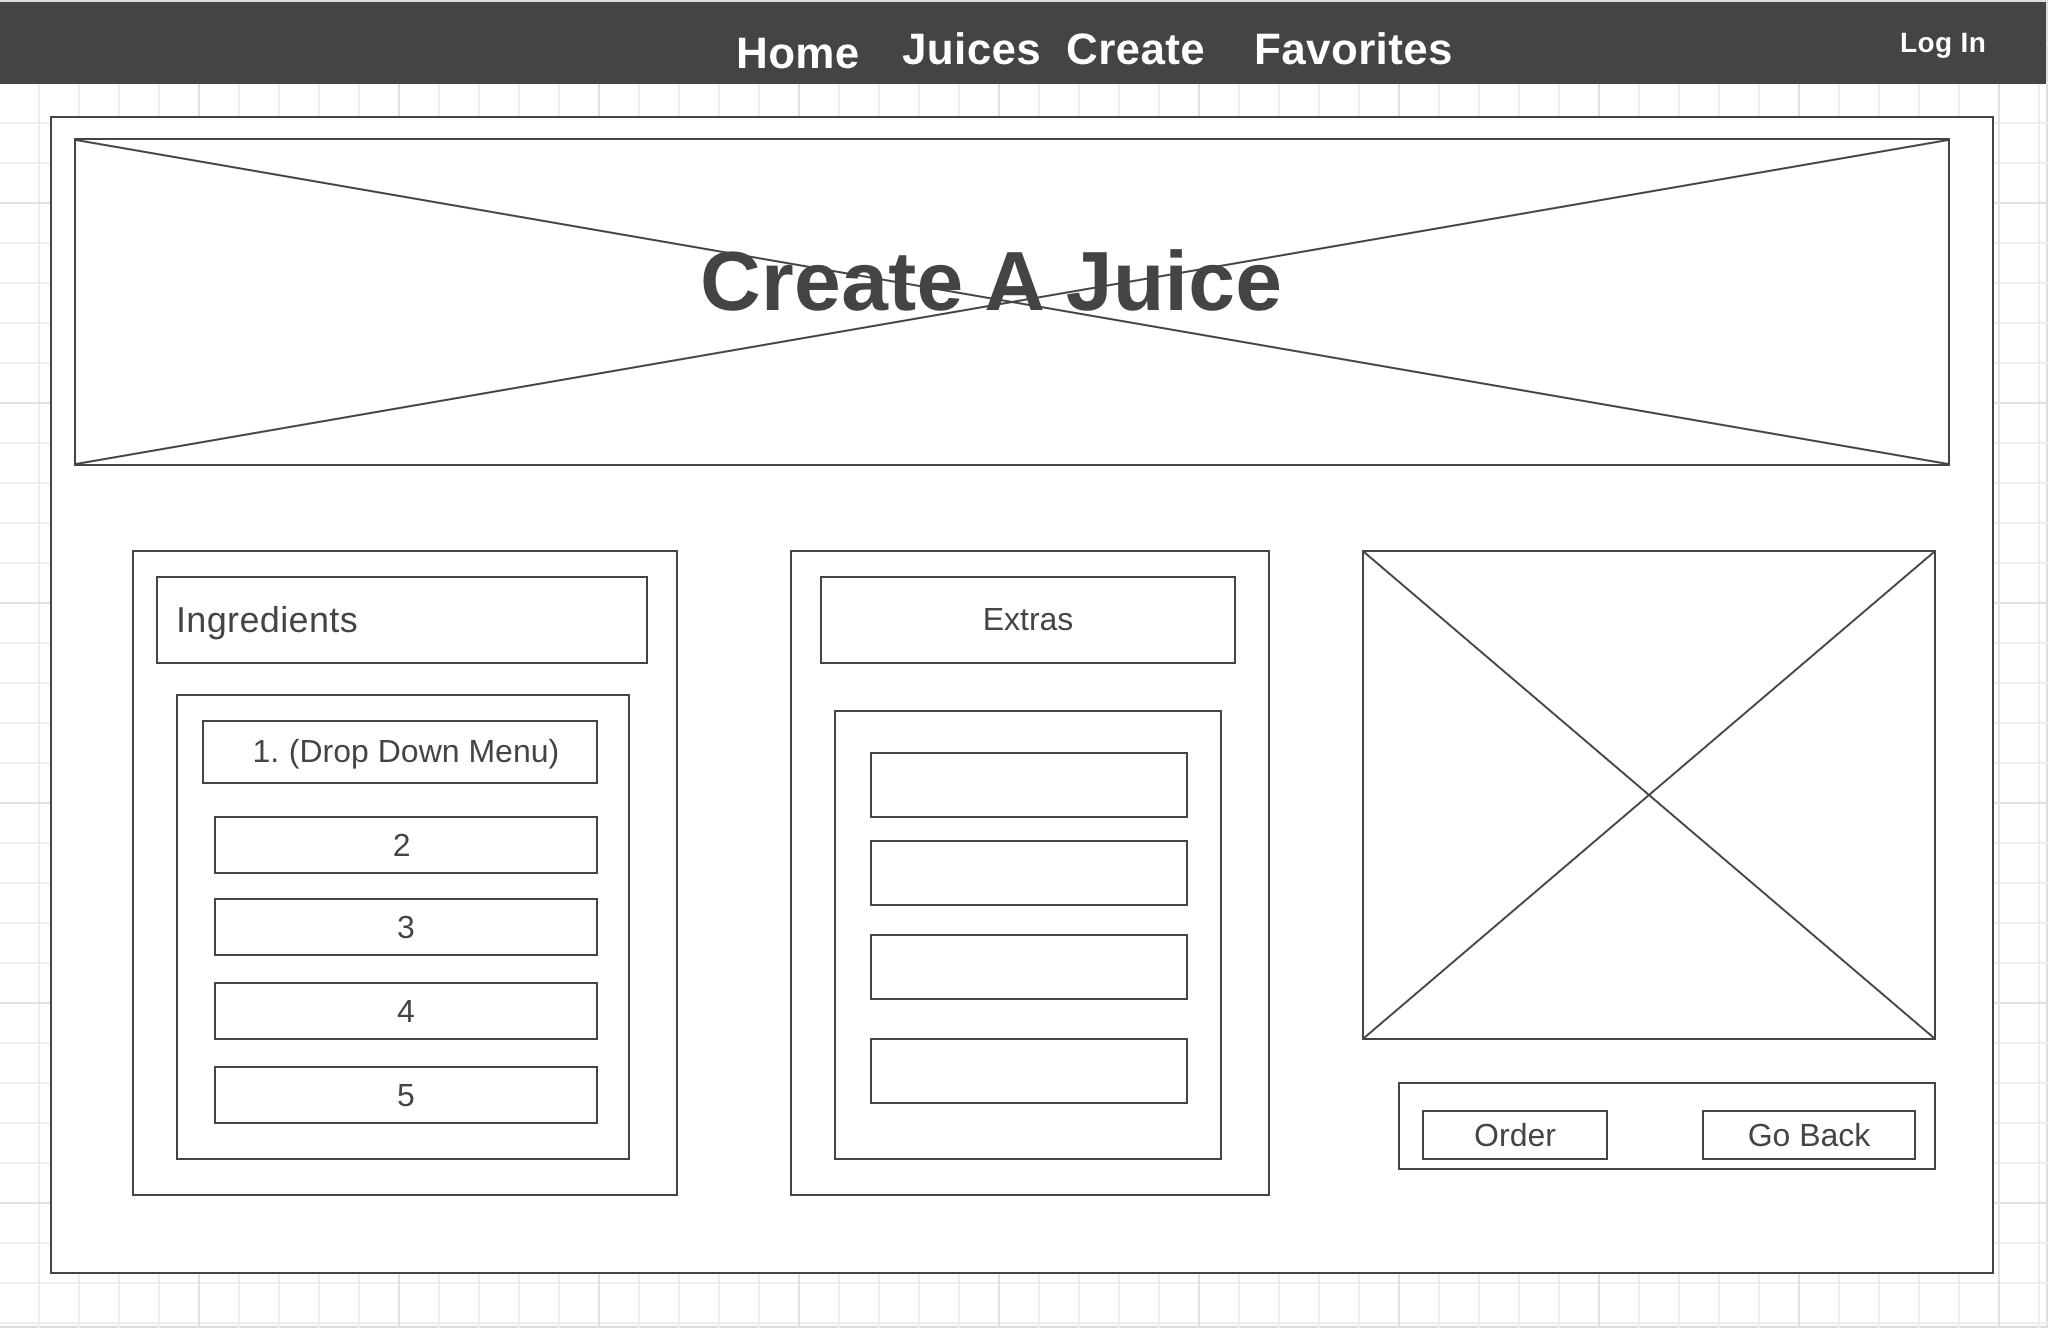 Home Juices Create Favorites Log In
Create A Juice
Ingredients
1. (Drop Down Menu)
2
3
4
5
Extras
Order
Go Back